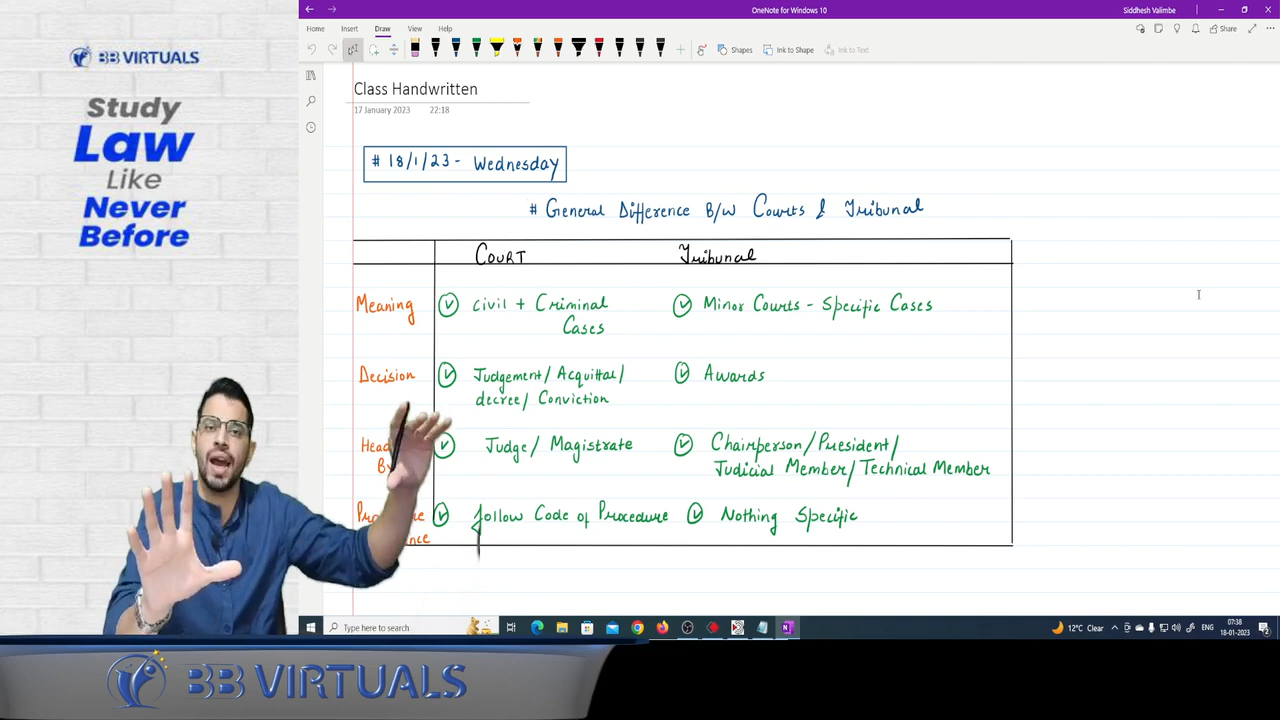 BB VIRTUALS
Study
Law
Like
Never
Before
OneNote for Windows 10
Siddhesh Valimbe
Home Insert Draw View Help
Share
Shapes Ink to Shape Ink to Text
Class Handwritten
17 January 2023 22:18
# 18/1/23 - Wednesday
# General Difference B/W Courts & Tribunal
COURT Tribunal
Meaning Civil + Criminal Minor Courts - Specific Cases
Cases
Decision Judgement/ Acquittal/ Awards
decree/ Conviction
Judge/ Magistrate Chairperson/President/
Judicial Member/Technical Member
follow Code of Procedure Nothing Specific
Type here to search
12°C Clear
ENG
07:38
18-01-2023
2
BB VIRTUALS